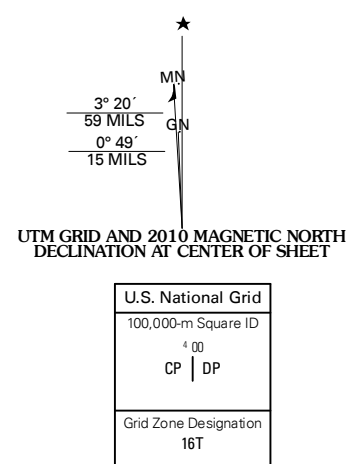 ★
MN
3° 20´
59 MILS
GN
0° 49´
15 MILS
UTM GRID AND 2010 MAGNETIC NORTH
DECLINATION AT CENTER OF SHEET
U.S. National Grid
100,000-m Square ID
4 00
CP | DP
Grid Zone Designation
16T